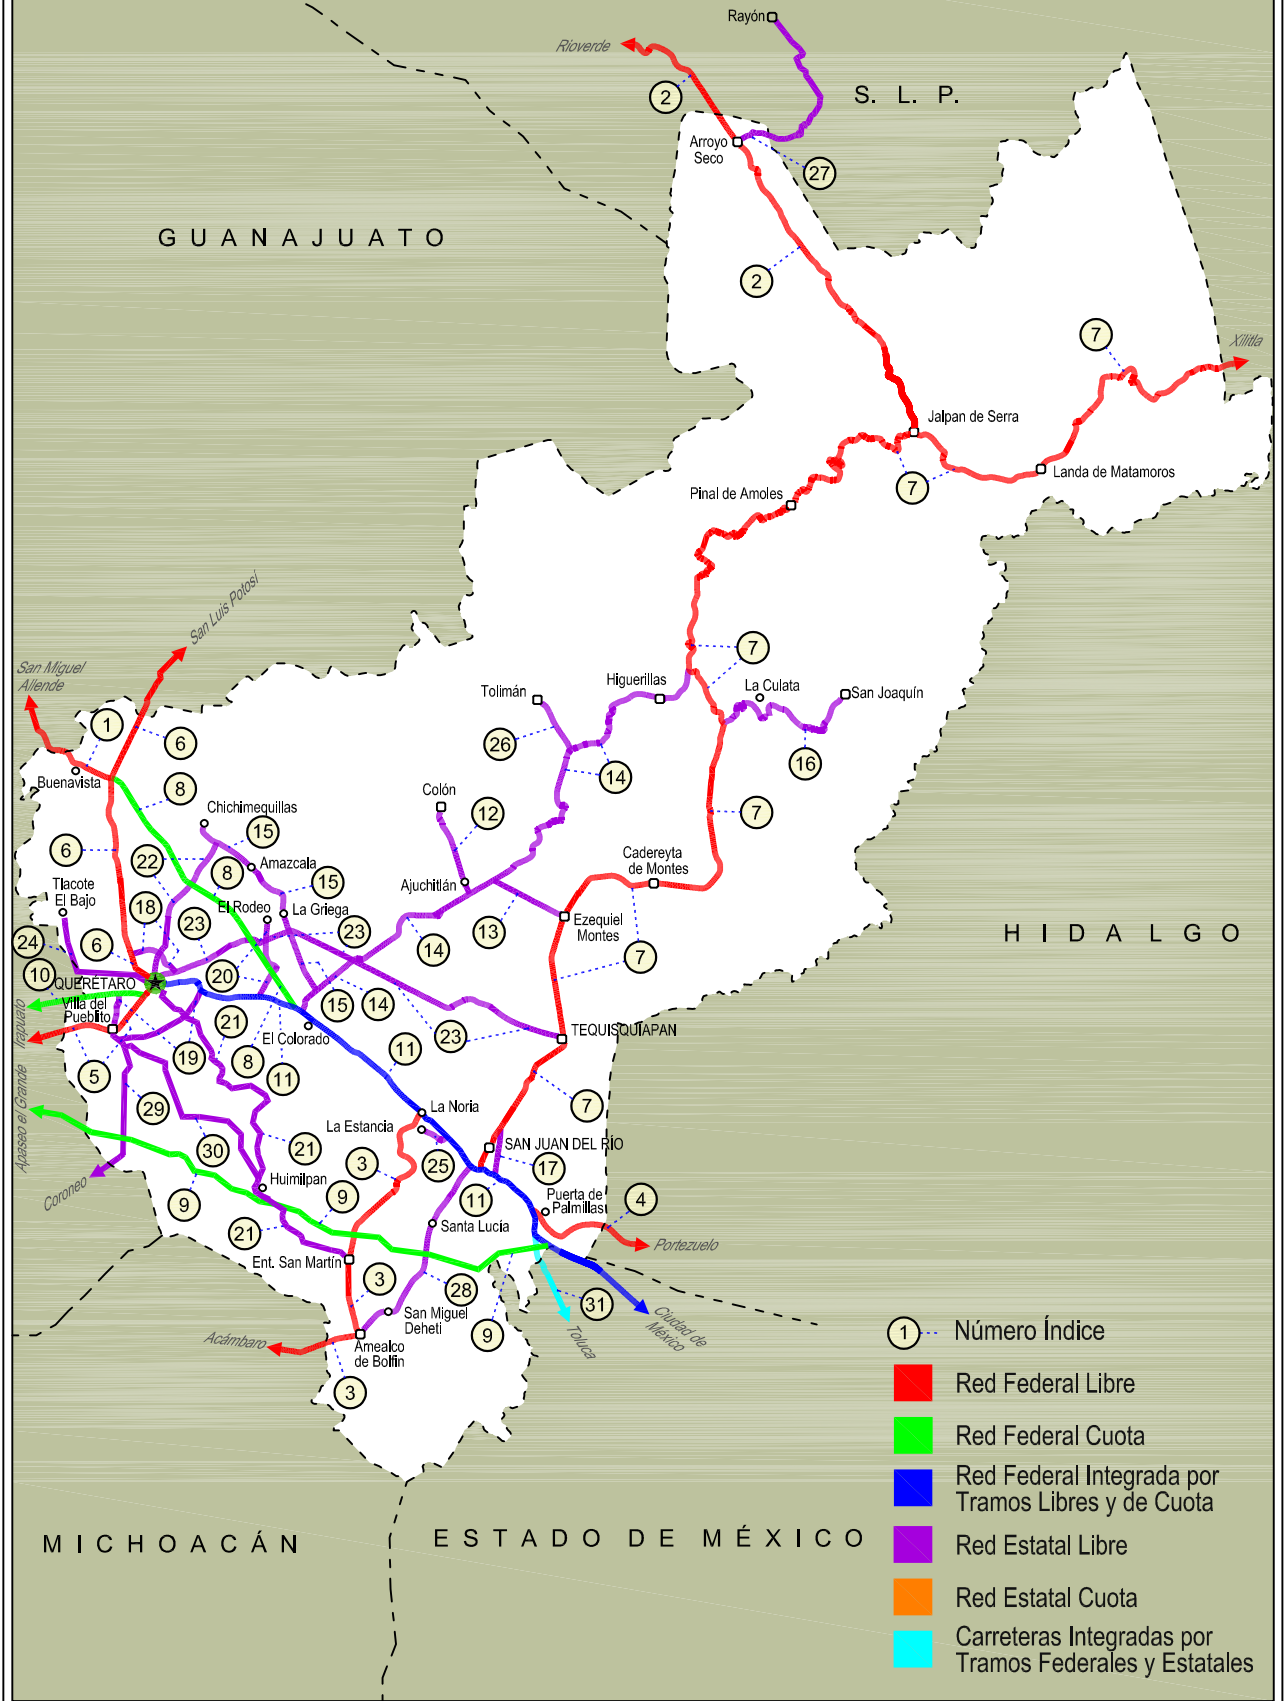 Rayón
Rioverde
2
S. L. P.
Arroyo
Seco
27
GUANAJUATO
2
7
Xilitla
Jalpan de Serra
Landa de Matamoros
7
Pinal de Amoles
San Luis Potosí
San Miguel
Allende
7
Tolimán
Higuerillas
La Culata
San Joaquín
1
6
26
14
16
Buenavista
8
Colón
Chichimequillas
12
7
15
6
22
8
Amazcala
Cadereyta
de Montes
Tlacote
El Bajo
Ajuchitlán
15
18
El Rodeo
La Griega
Ezequiel
Montes
23
23
13
14
HIDALGO
24
6
7
10
20
QUERÉTARO
15
14
Villa del
Pueblito
21
El Colorado
TEQUISQUIAPAN
Irapuato
19
8
11
11
23
5
7
29
La Noria
La Estancia
Apaseo el Grande
30
21
25
SAN JUAN DEL RÍO
3
17
Coroneo
Huimilpan
9
9
11
Puerta de
Palmillas
4
21
Santa Lucía
Portezuelo
Ent. San Martín
3
28
San Miguel
Deheti
31
9
Toluca
Ciudad de
México
Acámbaro
Amealco
de Bolfin
3
1
Número Índice
Red Federal Libre
Red Federal Cuota
Red Federal Integrada por
Tramos Libres y de Cuota
Red Estatal Libre
Red Estatal Cuota
Carreteras Integradas por
Tramos Federales y Estatales
MICHOACÁN
ESTADO DE MÉXICO